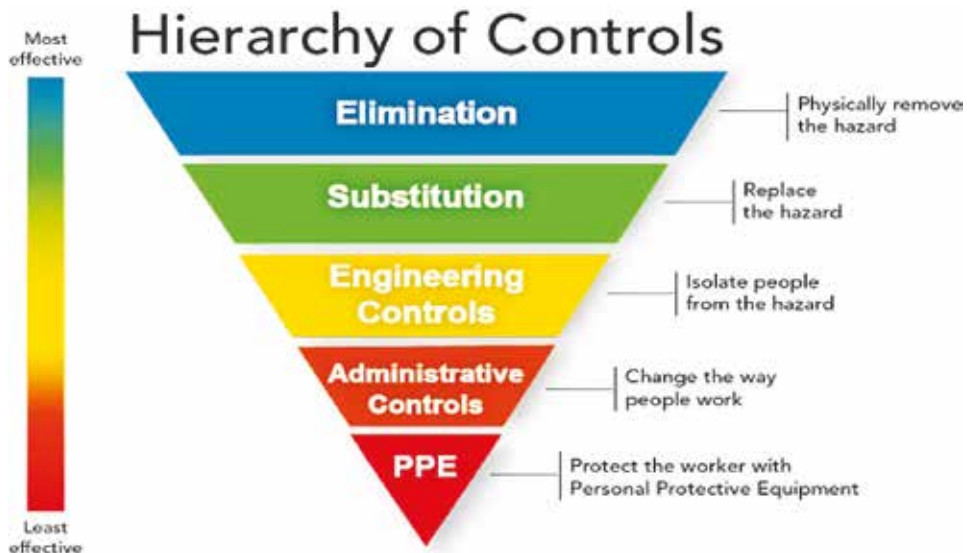 Hierarchy of Controls
Most
effective
Elimination
Physically remove
the hazard
Substitution
Replace
the hazard
Engineering
Controls
Isolate people
from the hazard
Administrative
Controls
Change the way
people work
PPE
Protect the worker with
Personal Protective Equipment
Least
effective